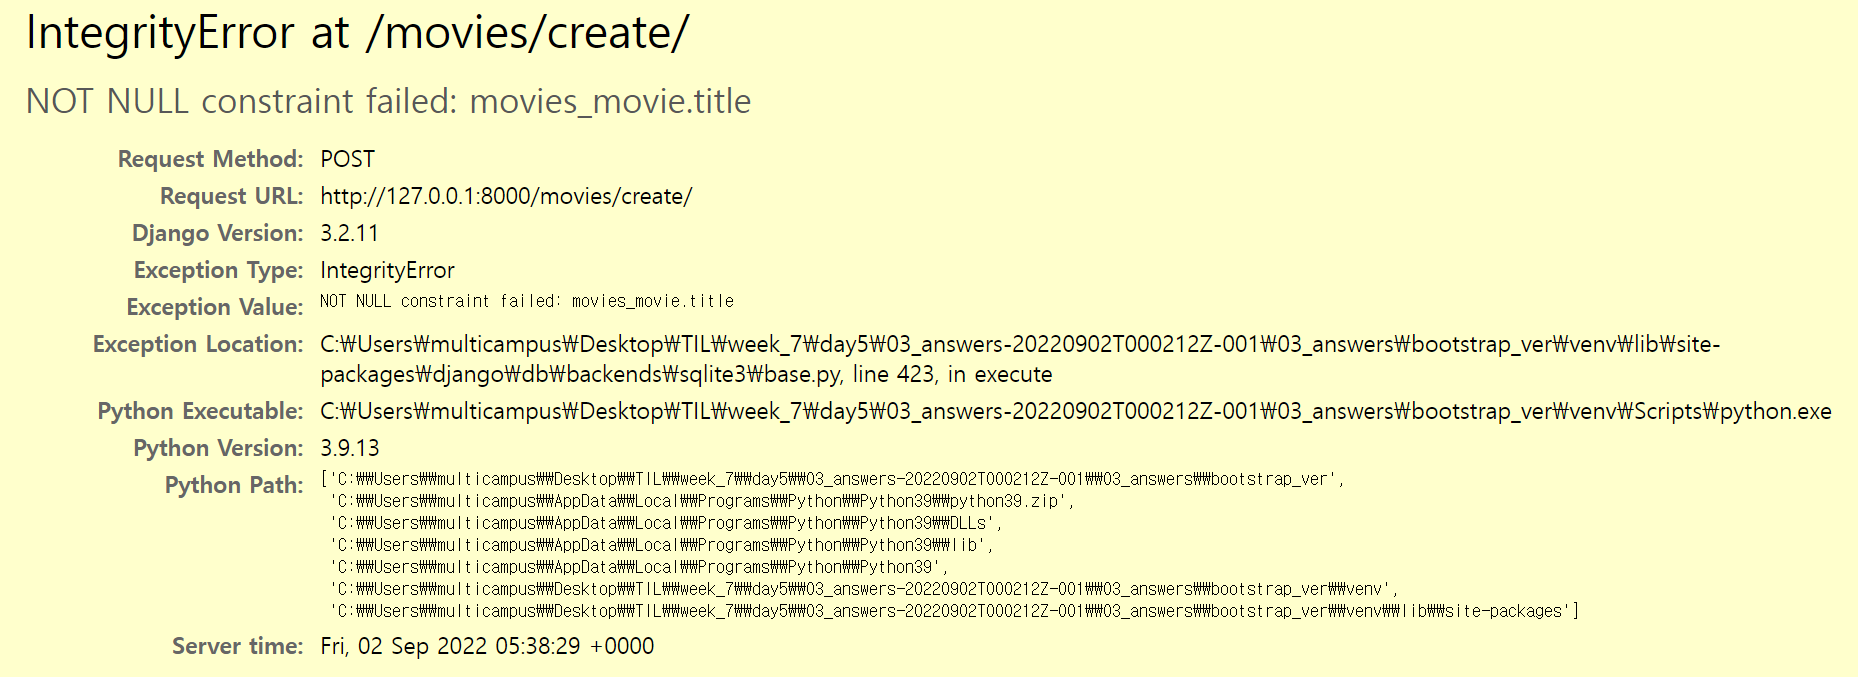 IntegrityError at /movies/create/
NOT NULL constraint failed: movies_movie.title
Request Method: POST
Request URL: http://127.0.0.1:8000/movies/create/
Django Version: 3.2.11
Exception Type: IntegrityError
Exception Value: NOT NULL constraint failed: movies_movie.title
Exception Location: C:₩Users₩multicampus₩Desktop₩TIL₩week_7₩day5₩03_answers-20220902T000212Z-001₩03_answers₩bootstrap_ver₩venv₩lib₩site-
packages₩django₩db₩backends₩sqlite3₩base.py, line 423, in execute
Python Executable: C:₩Users₩multicampus₩Desktop₩TIL₩week_7₩day5₩03_answers-20220902T000212Z-001₩03_answers₩bootstrap_ver₩venv₩Scripts₩python.exe
Python Version: 3.9.13
Python Path: ['C:₩₩Users₩₩multicampus₩₩Desktop₩₩TIL₩₩week_7₩₩day5₩₩03_answers-20220902T000212Z-001₩₩03_answers₩₩bootstrap_ver',
'C:₩₩Users₩₩multicampus₩₩AppData₩₩Local₩₩Programs₩₩Python₩₩Python39₩₩python39.zip',
'C:₩₩Users₩₩multicampus₩₩AppData₩₩Local₩₩Programs₩₩Python₩₩Python39₩₩DLLs',
'C:₩₩Users₩₩multicampus₩₩AppData₩₩Local₩₩Programs₩₩Python₩₩Python39₩₩lib',
'C:₩₩Users₩₩multicampus₩₩AppData₩₩Local₩₩Programs₩₩Python₩₩Python39',
'C:₩₩Users₩₩multicampus₩₩Desktop₩₩TIL₩₩week_7₩₩day5₩₩03_answers-20220902T000212Z-001₩₩03_answers₩₩bootstrap_ver₩₩venv',
'C:₩₩Users₩₩multicampus₩₩Desktop₩₩TIL₩₩week_7₩₩day5₩₩03_answers-20220902T000212Z-001₩₩03_answers₩₩bootstrap_ver₩₩venv₩₩lib₩₩site-packages']
Server time: Fri, 02 Sep 2022 05:38:29 +0000